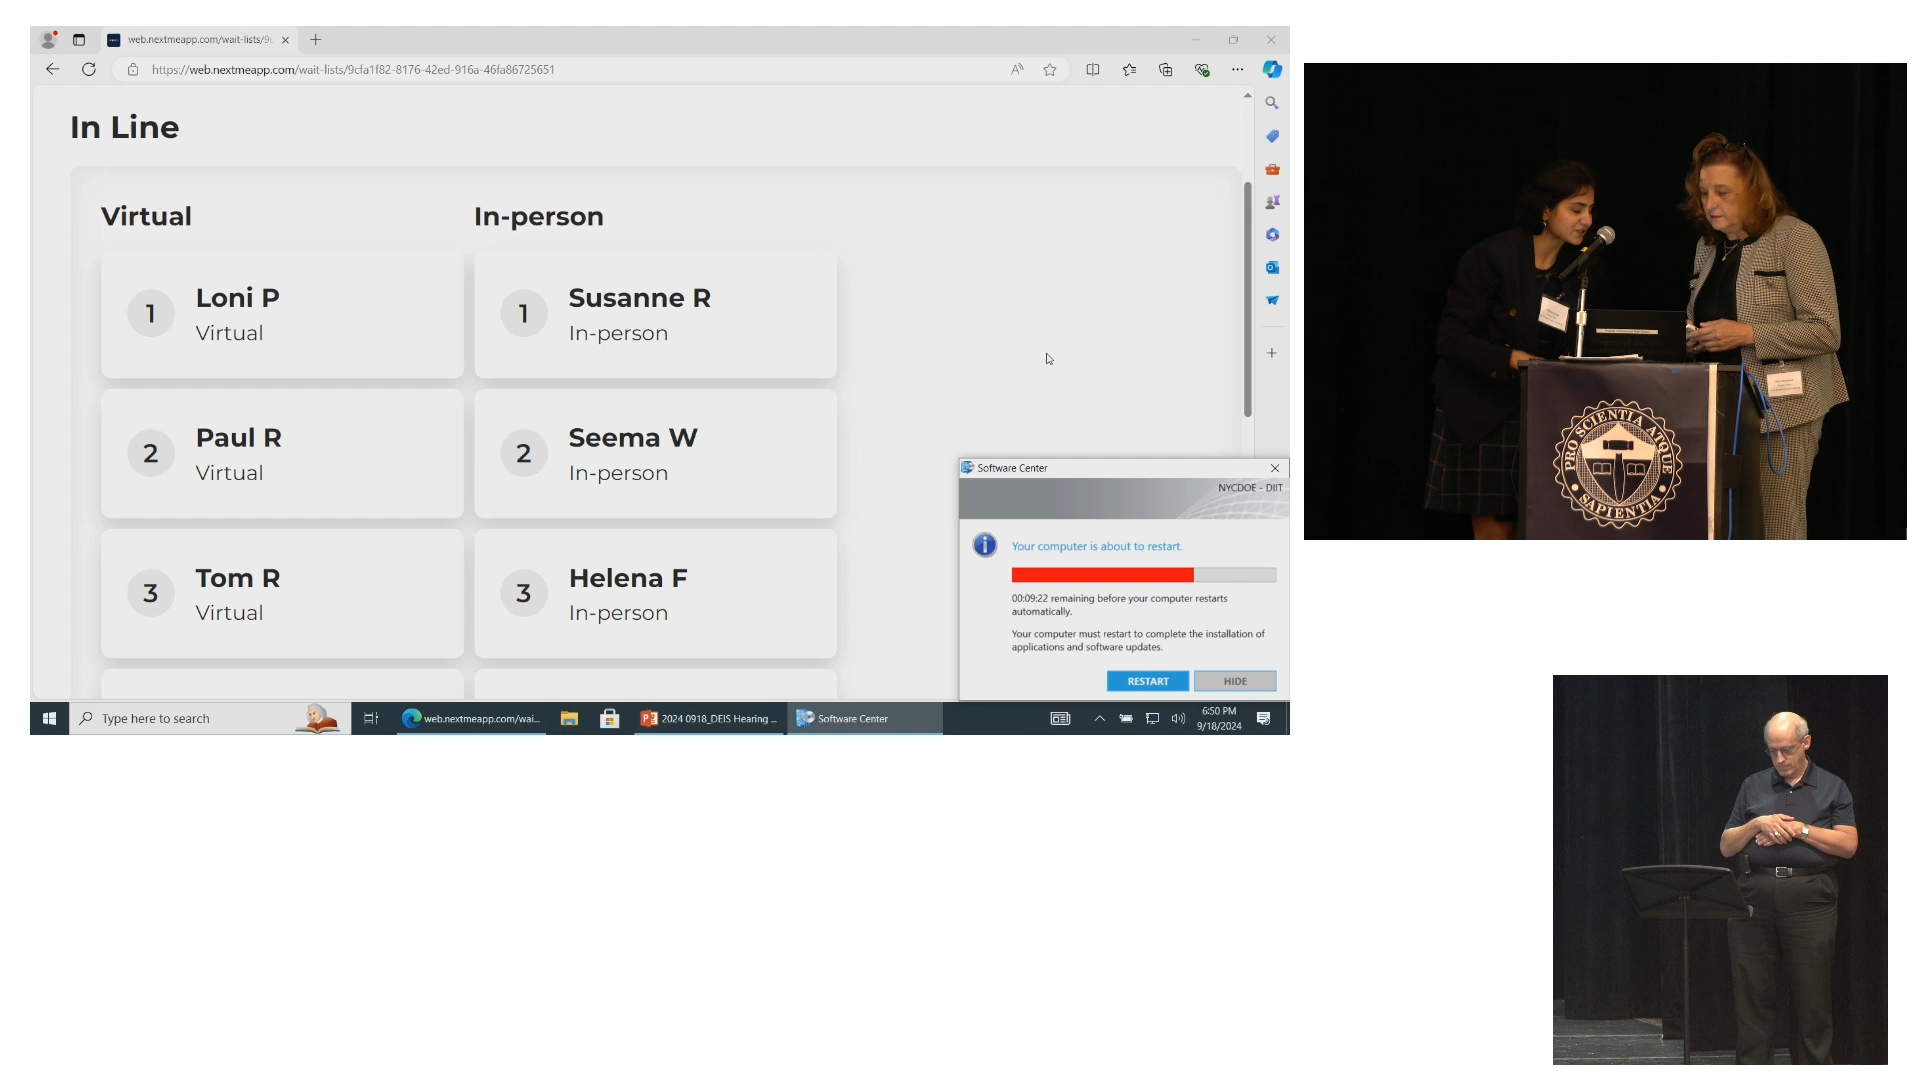 web.nextmeapp.com/wait-lists/9c
https://web.nextmeapp.com/wait-lists/9cfa1f82-8176-42ed-916a-46fa86725651
In Line
Virtual
In-person
1
Loni P
Virtual
1
Susanne R
In-person
2
Paul R
Virtual
2
Seema W
In-person
3
Tom R
Virtual
3
Helena F
In-person
Software Center
NYCDOE - DIIT
Your computer is about to restart.
00:09:22 remaining before your computer restarts
automatically.
Your computer must restart to complete the installation of
applications and software updates.
RESTART
HIDE
Type here to search
web.nextmeapp.com/wai...
2024 0918_DEIS Hearing ...
Software Center
6:50 PM
9/18/2024
PRO SCIENTIA ATQUE
SAPIENTIA